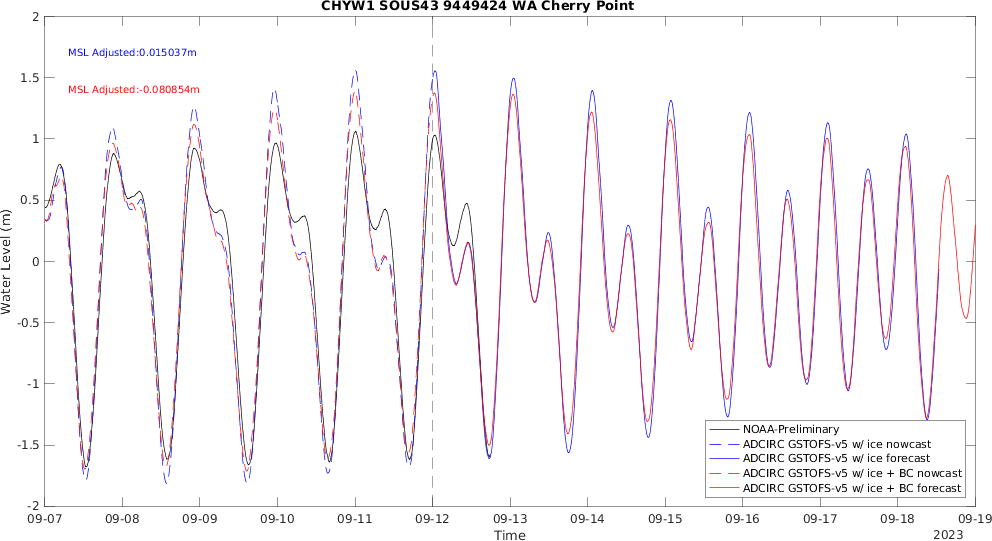 CHYW1 SOUS43 9449424 WA Cherry Point
MSL Adjusted:0.015037m
MSL Adjusted:-0.080854m
Water Level (m)
2
1.5
1
0.5
0
-0.5
-1
-1.5
-2
NOAA-Preliminary
ADCIRC GSTOFS-v5 w/ ice nowcast
ADCIRC GSTOFS-v5 w/ ice forecast
ADCIRC GSTOFS-v5 w/ ice + BC nowcast
ADCIRC GSTOFS-v5 w/ ice + BC forecast
09-07 09-08 09-09 09-10 09-11 09-12 09-13 09-14 09-15 09-16 09-17 09-18 09-19
Time
2023